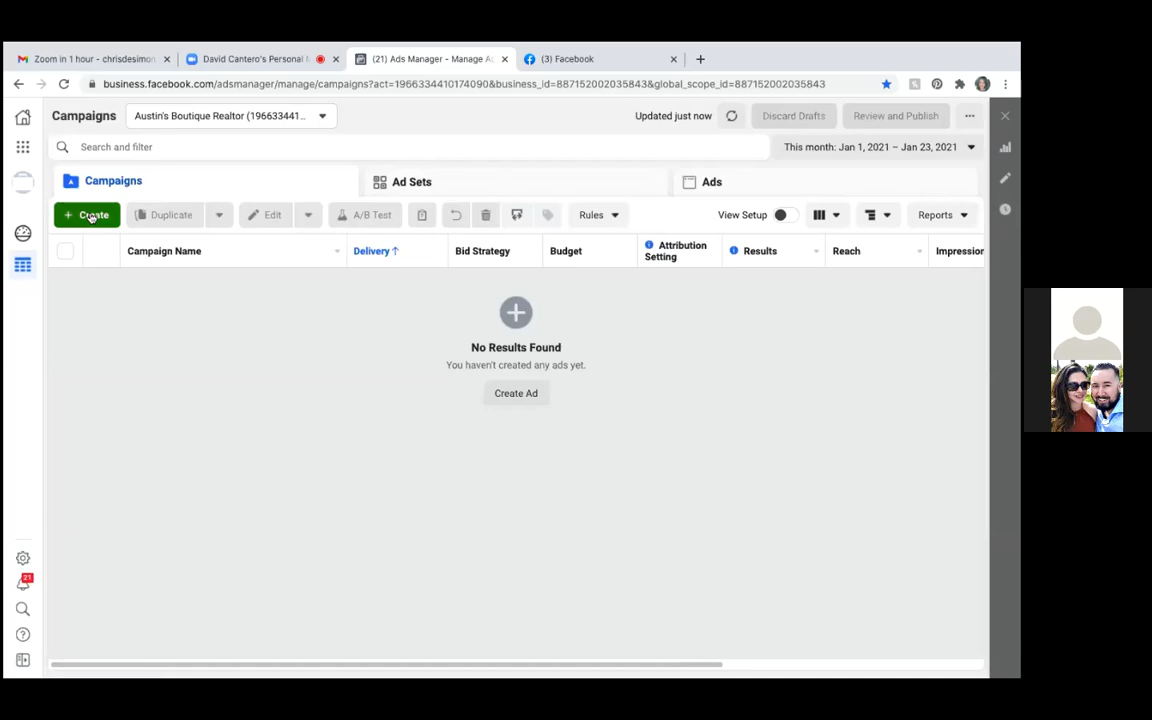 Zoom in 1 hour - chrisdesimon
David Cantero's Personal M
(21) Ads Manager - Manage Ad
(3) Facebook
business.facebook.com/adsmanager/manage/campaigns?act=1966334410174090&business_id=887152002035843&global_scope_id=887152002035843
Campaigns
Austin's Boutique Realtor (196633441...
Updated just now
Discard Drafts
Review and Publish
Search and filter
This month: Jan 1, 2021 – Jan 23, 2021
Campaigns
Ad Sets
Ads
+ Create
Duplicate
Edit
A/B Test
Rules
View Setup
Reports
Campaign Name
Delivery ↑
Bid Strategy
Budget
Attribution
Setting
Results
Reach
Impression
No Results Found
You haven't created any ads yet.
Create Ad
21